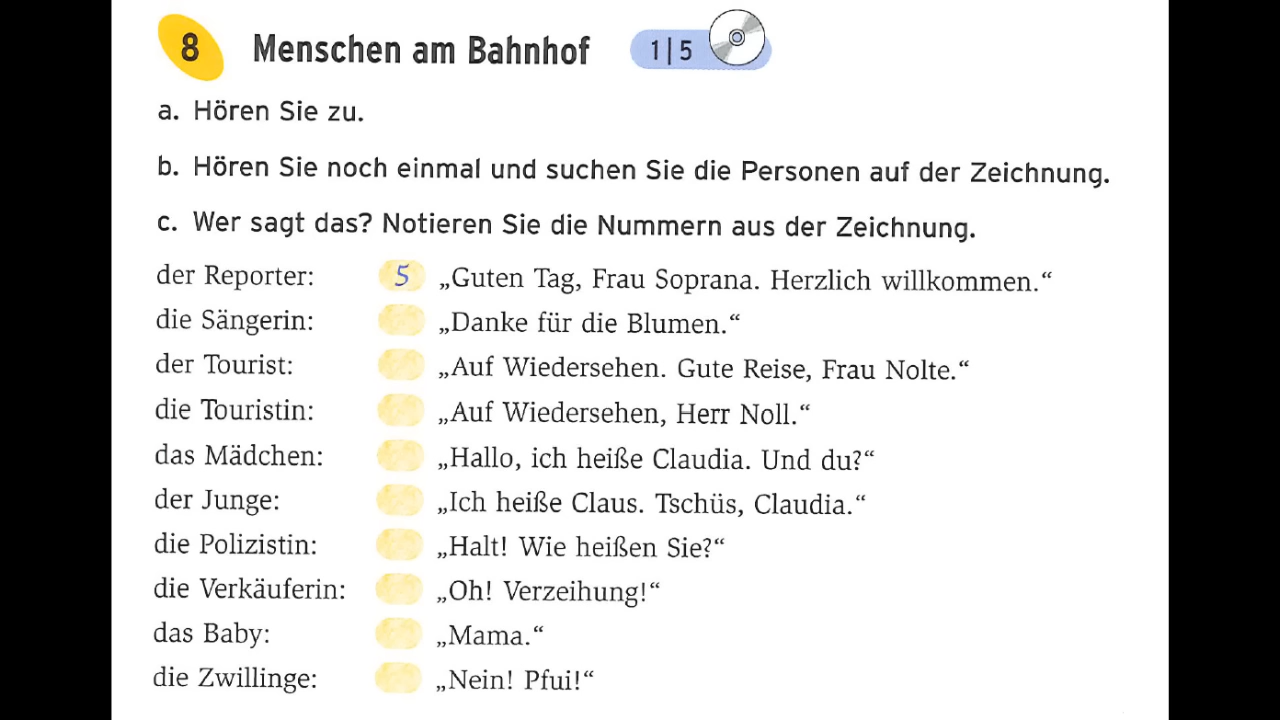 8 Menschen am Bahnhof 1|5
a. Hören Sie zu.
b. Hören Sie noch einmal und suchen Sie die Personen auf der Zeichnung.
c. Wer sagt das? Notieren Sie die Nummern aus der Zeichnung.
der Reporter: 5 „Guten Tag, Frau Soprana. Herzlich willkommen.“
die Sängerin: „Danke für die Blumen.“
der Tourist: „Auf Wiedersehen. Gute Reise, Frau Nolte.“
die Touristin: „Auf Wiedersehen, Herr Noll.“
das Mädchen: „Hallo, ich heiße Claudia. Und du?“
der Junge: „Ich heiße Claus. Tschüs, Claudia.“
die Polizistin: „Halt! Wie heißen Sie?“
die Verkäuferin: „Oh! Verzeihung!“
das Baby: „Mama.“
die Zwillinge: „Nein! Pfui!“